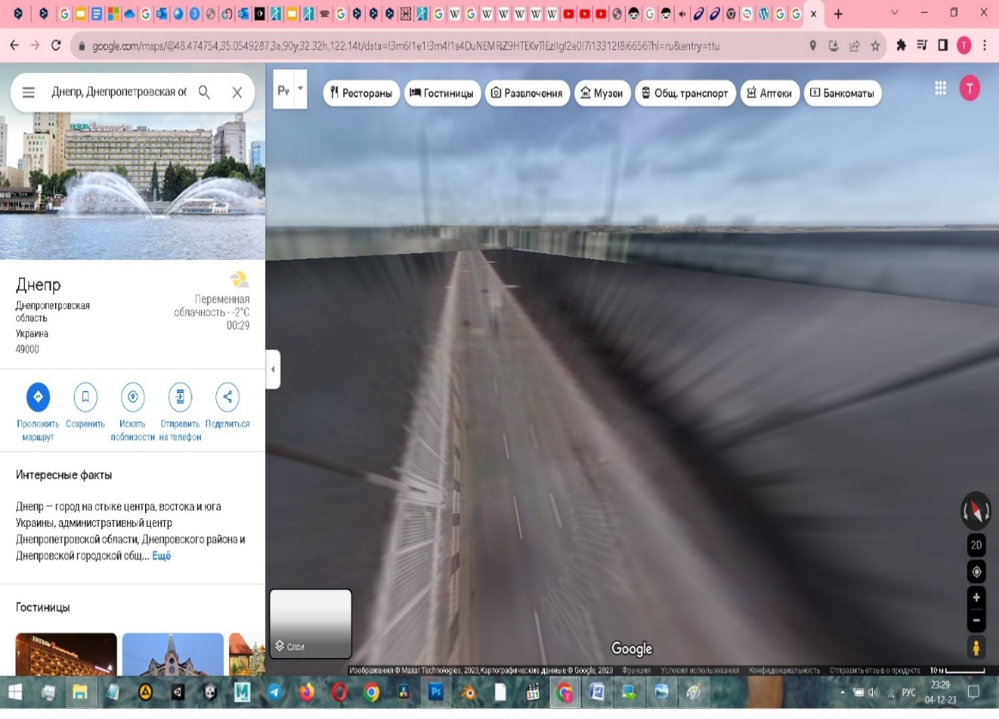 google.com/maps/@48.474754,35.0549287,3a,90y,32.32h,122.14t/data=!3m6!1e1!3m4!1s4DuNEMRiZ9HTEKvTlEzIIg!2e0!7i13312!8i6656?hl=ru&entry=ttu
Днепр, Днепропетровская об
Рестораны
Гостиницы
Развлечения
Музеи
Общ. транспорт
Аптеки
Банкоматы
T
Днепр
Днепропетровская
область
Украина
49000
Переменная
облачность · -2°C
00:29
Проложить
маршрут
Сохранить
Искать
поблизости
Отправить
на телефон
Поделиться
Интересные факты
Днепр — город на стыке центра, востока и юга
Украины, административный центр
Днепропетровской области, Днепровского района и
Днепровской городской общ... Ещё
Гостиницы
Слои
2D
Google
Изображения © Maxar Technologies, 2023,Картографические данные © Google, 2023 Франция Условия использования Конфиденциальность Отправить отзыв о продукте 10 м
РУС
23:29
04-12-23